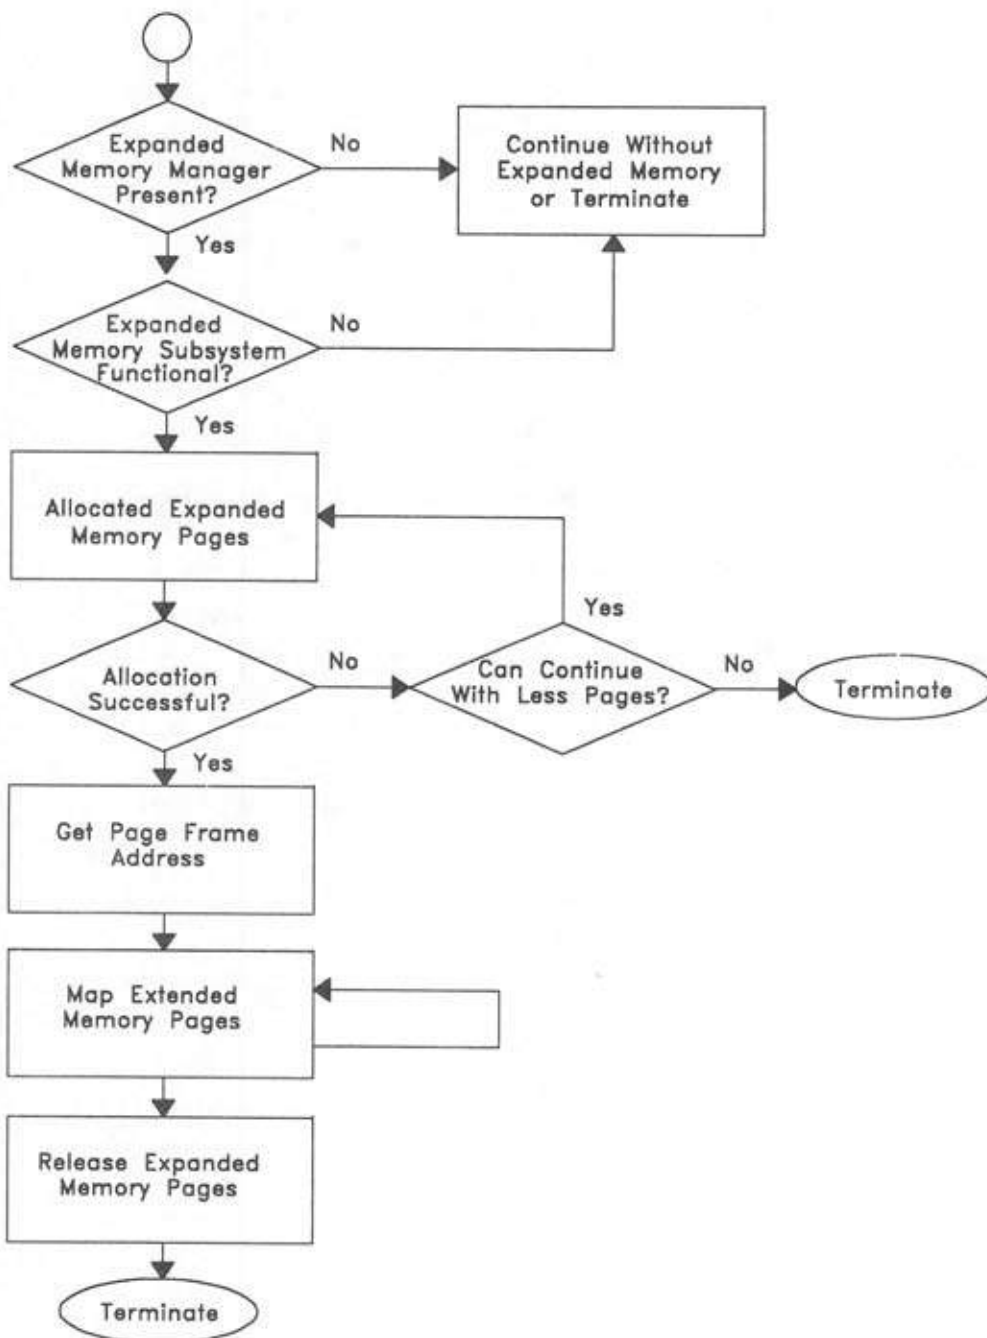 Expanded
Memory Manager
Present?
No
Continue Without
Expanded Memory
or Terminate
Yes
Expanded
Memory Subsystem
Functional?
No
Yes
Allocated Expanded
Memory Pages
Yes
Allocation
Successful?
No
Can Continue
With Less Pages?
No
Terminate
Yes
Get Page Frame
Address
Map Extended
Memory Pages
Release Expanded
Memory Pages
Terminate